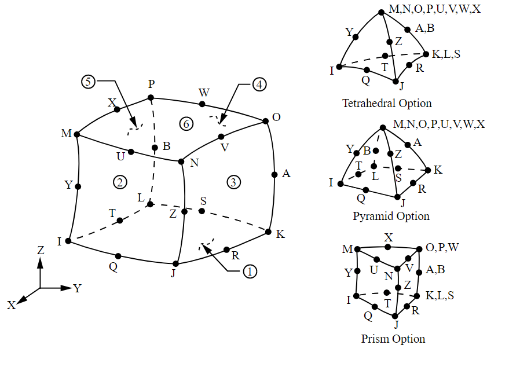 M,N,O,P,U,V,W,X
Y
A,B
Z
K,L,S
I
T
R
Q
J
Tetrahedral Option
5
P
W
4
X
O
6
M
B
V
U
N
2
3
A
Y
L
S
T
Z
I
K
R
Q
J
1
Z
Y
X
M,N,O,P,U,V,W,X
Y
B
Z
A
T
L
S
K
I
R
Q
J
Pyramid Option
X
M
O,P,W
U
V
N
Y
A,B
Z
I
T
K,L,S
R
Q
J
Prism Option